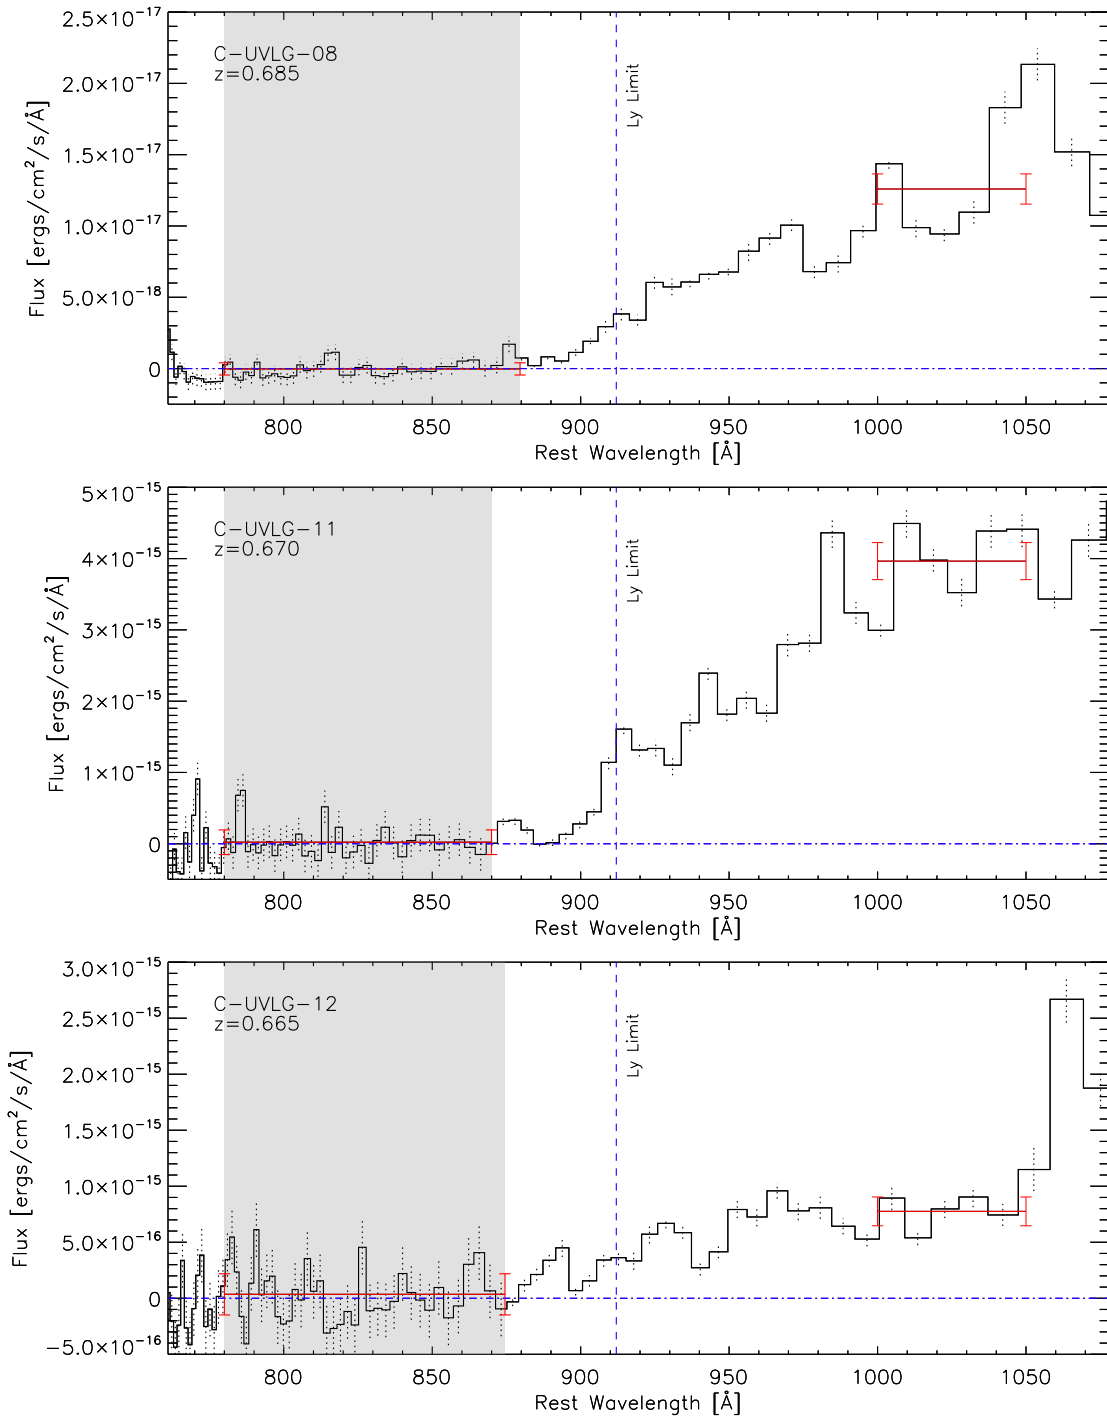 2.5×10⁻¹⁷
C-UVLG-08
z=0.685
Ly Limit
2.0×10⁻¹⁷
1.5×10⁻¹⁷
1.0×10⁻¹⁷
5.0×10⁻¹⁸
0
Flux [ergs/cm²/s/Å]
800 850 900 950 1000 1050
Rest Wavelength [Å]
5×10⁻¹⁵
C-UVLG-11
z=0.670
Ly Limit
4×10⁻¹⁵
3×10⁻¹⁵
2×10⁻¹⁵
1×10⁻¹⁵
0
Flux [ergs/cm²/s/Å]
800 850 900 950 1000 1050
Rest Wavelength [Å]
3.0×10⁻¹⁵
C-UVLG-12
z=0.665
Ly Limit
2.5×10⁻¹⁵
2.0×10⁻¹⁵
1.5×10⁻¹⁵
1.0×10⁻¹⁵
5.0×10⁻¹⁶
0
-5.0×10⁻¹⁶
Flux [ergs/cm²/s/Å]
800 850 900 950 1000 1050
Rest Wavelength [Å]